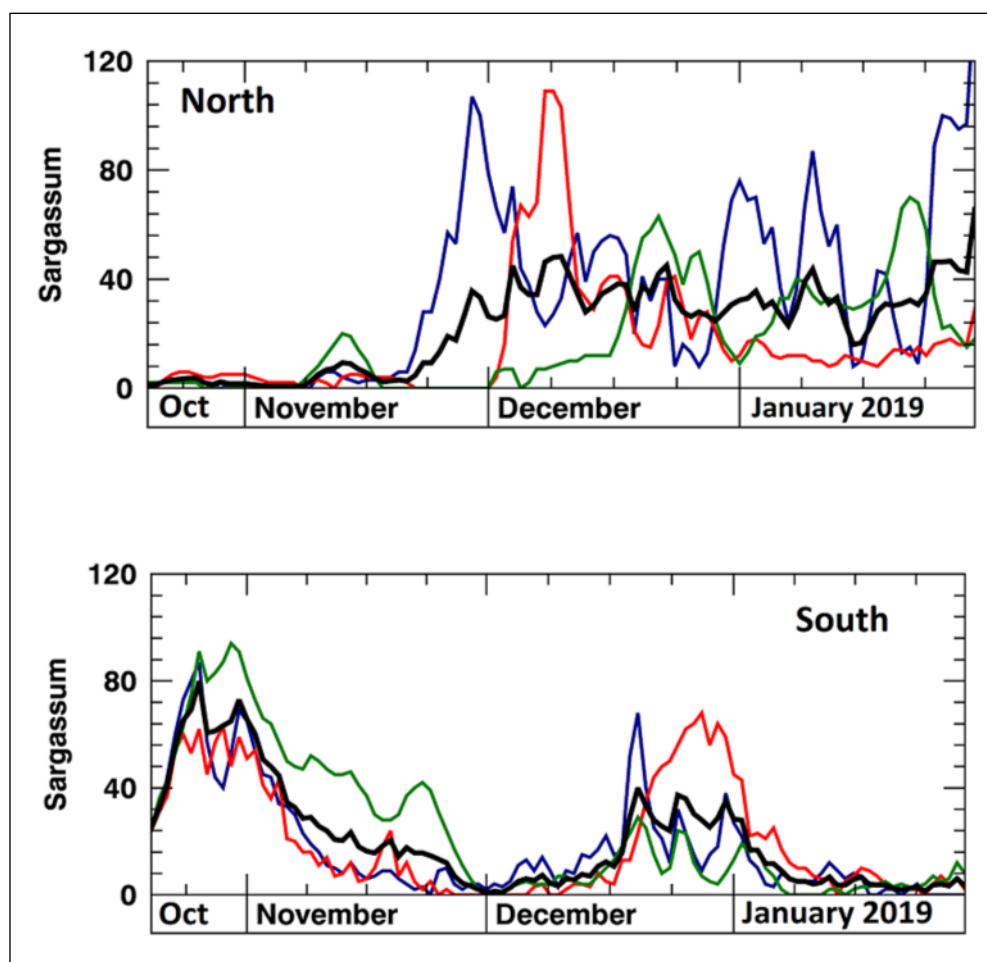 120
North
80
Sargassum
40
0
Oct November December January 2019
120
South
80
Sargassum
40
0
Oct November December January 2019